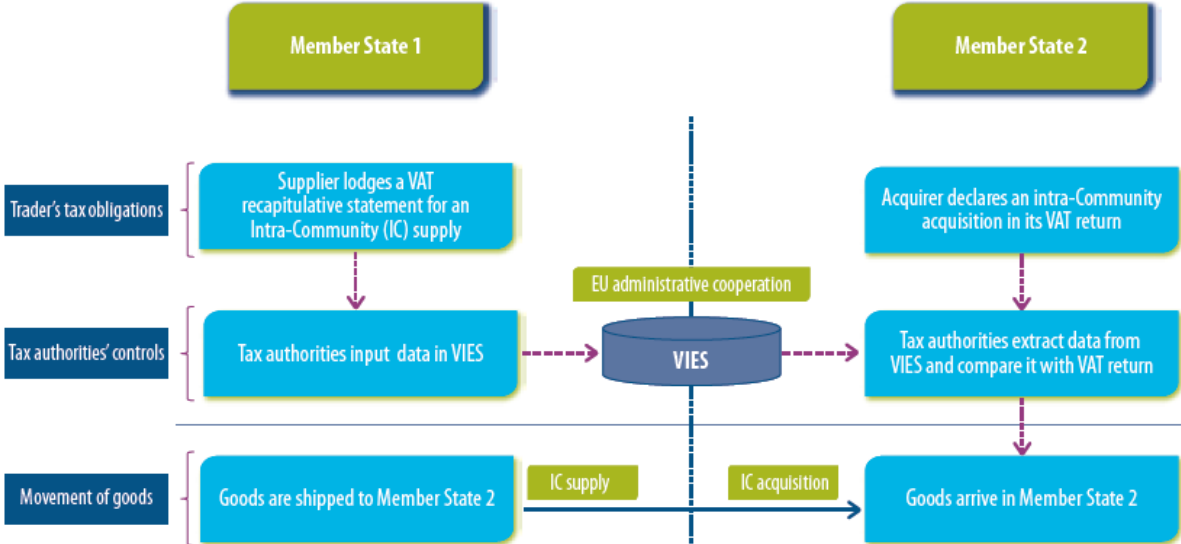 Member State 1
Member State 2
Trader's tax obligations
Supplier lodges a VAT
recapitulative statement for an
Intra-Community (IC) supply
Acquirer declares an intra-Community
acquisition in its VAT return
EU administrative cooperation
Tax authorities' controls
Tax authorities input data in VIES
VIES
Tax authorities extract data from
VIES and compare it with VAT return
Movement of goods
Goods are shipped to Member State 2
IC supply
IC acquisition
Goods arrive in Member State 2